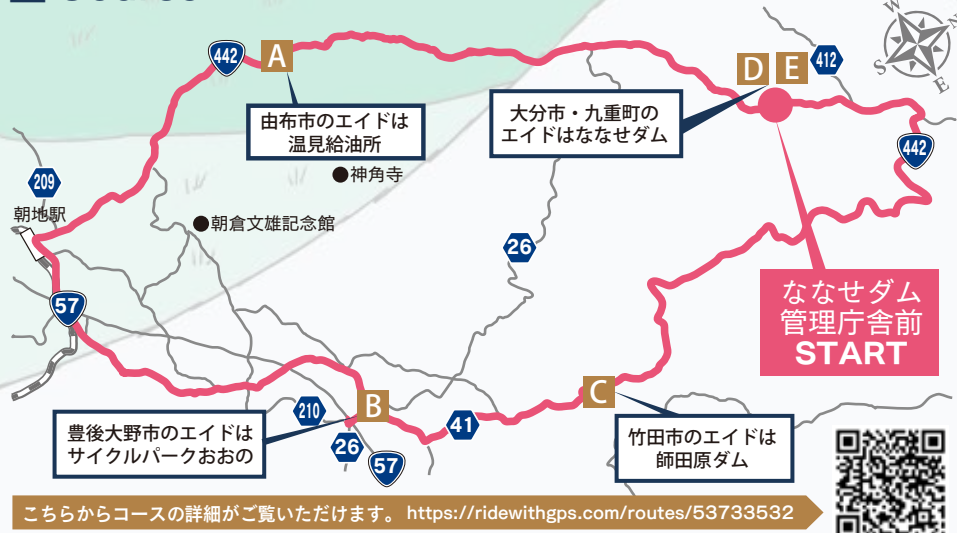 442
A
由布市のエイドは
温見給油所
神角寺
朝倉文雄記念館
209
朝地駅
57
D E
412
大分市・九重町の
エイドはななせダム
W
N
S
E
442
26
ななせダム
管理庁舎前
START
B
豊後大野市のエイドは
サイクルパークおおの
210
26
57
41
C
竹田市のエイドは
師田原ダム
こちらからコースの詳細がご覧いただけます。 https://ridewithgps.com/routes/53733532